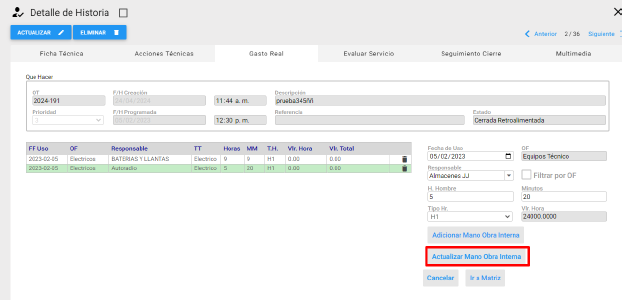 Detalle de Historia
ACTUALIZAR ELIMINAR
Anterior 2 / 36 Siguiente
Ficha Técnica Acciones Técnicas Gasto Real Evaluar Servicio Seguimiento Cierre Multimedia
Que Hacer
OT F/H Creación Descripción
2024-191 04/04/2024 11:44 a. m. prueba345IVI
Prioridad F/H Programada Referencia Estado
12:30 p. m. Cerrada Retroalimentada
FF Uso OF Responsable TT Horas MM T.H. Vlr. Hora Vlr. Total
2023-02-05 Electricos BATERIAS Y LLANTAS Electrico 9 9 H1 0.00 0.00
2023-02-05 Electricos Autoradio Electrico 5 20 H1 0.00 0.00
Fecha de Uso OF
05/02/2023 Equipos Técnico
Responsable
Almacenes JJ Filtrar por OF
H. Hombre Minutos
5 20
Tipo Hr. Vlr. Hora
H1 24000.0000
Adicionar Mano Obra Interna
Actualizar Mano Obra Interna
Cancelar Ir a Matriz